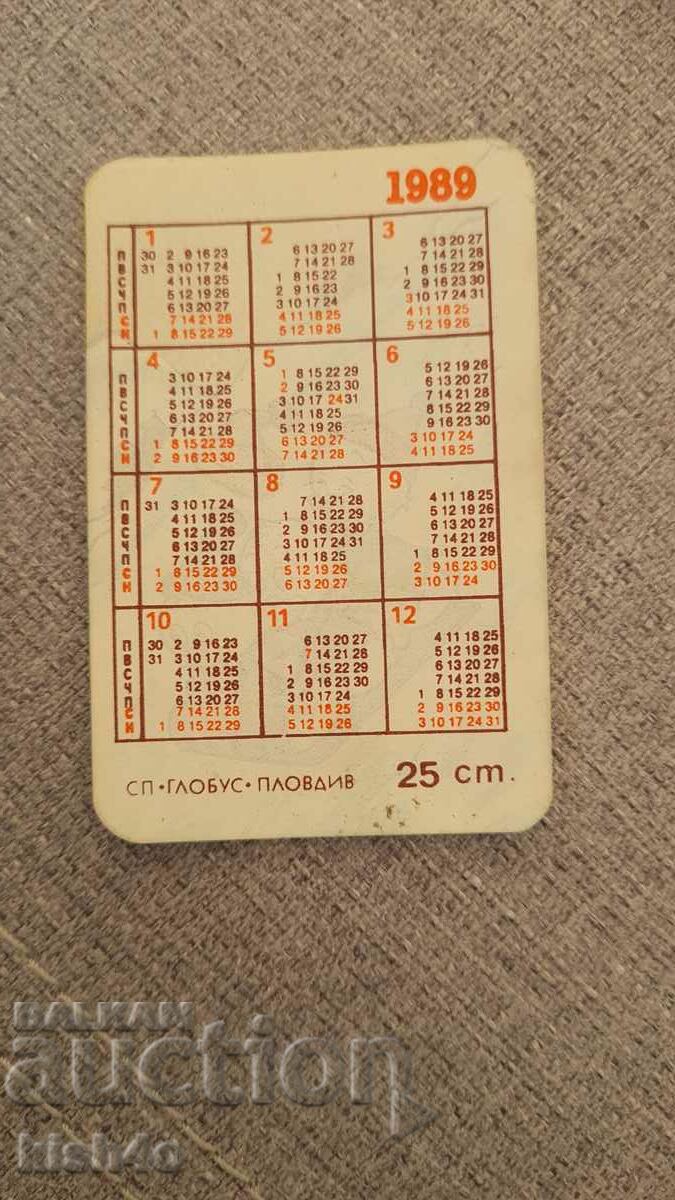 1989
1 2 3
П 30 2 9 16 23 6 13 20 27 6 13 20 27
В 31 3 10 17 24 7 14 21 28 7 14 21 28
С 4 11 18 25 1 8 15 22 1 8 15 22 29
Ч 5 12 19 26 2 9 16 23 2 9 16 23 30
П 6 13 20 27 3 10 17 24 3 10 17 24 31
С 7 14 21 28 4 11 18 25 4 11 18 25
Н 1 8 15 22 29 5 12 19 26 5 12 19 26
4 5 6
П 3 10 17 24 1 8 15 22 29 5 12 19 26
В 4 11 18 25 2 9 16 23 30 6 13 20 27
С 5 12 19 26 3 10 17 24 31 7 14 21 28
Ч 6 13 20 27 4 11 18 25 1 8 15 22 29
П 7 14 21 28 5 12 19 26 2 9 16 23 30
С 1 8 15 22 29 6 13 20 27 3 10 17 24
Н 2 9 16 23 30 7 14 21 28 4 11 18 25
7 8 9
П 31 3 10 17 24 7 14 21 28 4 11 18 25
В 4 11 18 25 1 8 15 22 29 5 12 19 26
С 5 12 19 26 2 9 16 23 30 6 13 20 27
Ч 6 13 20 27 3 10 17 24 31 7 14 21 28
П 7 14 21 28 4 11 18 25 1 8 15 22 29
С 1 8 15 22 29 5 12 19 26 2 9 16 23 30
Н 2 9 16 23 30 6 13 20 27 3 10 17 24
10 11 12
П 30 2 9 16 23 6 13 20 27 4 11 18 25
В 31 3 10 17 24 7 14 21 28 5 12 19 26
С 4 11 18 25 1 8 15 22 29 6 13 20 27
Ч 5 12 19 26 2 9 16 23 30 7 14 21 28
П 6 13 20 27 3 10 17 24 1 8 15 22 29
С 7 14 21 28 4 11 18 25 2 9 16 23 30
Н 1 8 15 22 29 5 12 19 26 3 10 17 24 31
СП•ГЛОБУС•ПЛОВДИВ 25 ст.
BALKAN
auction
kish4o